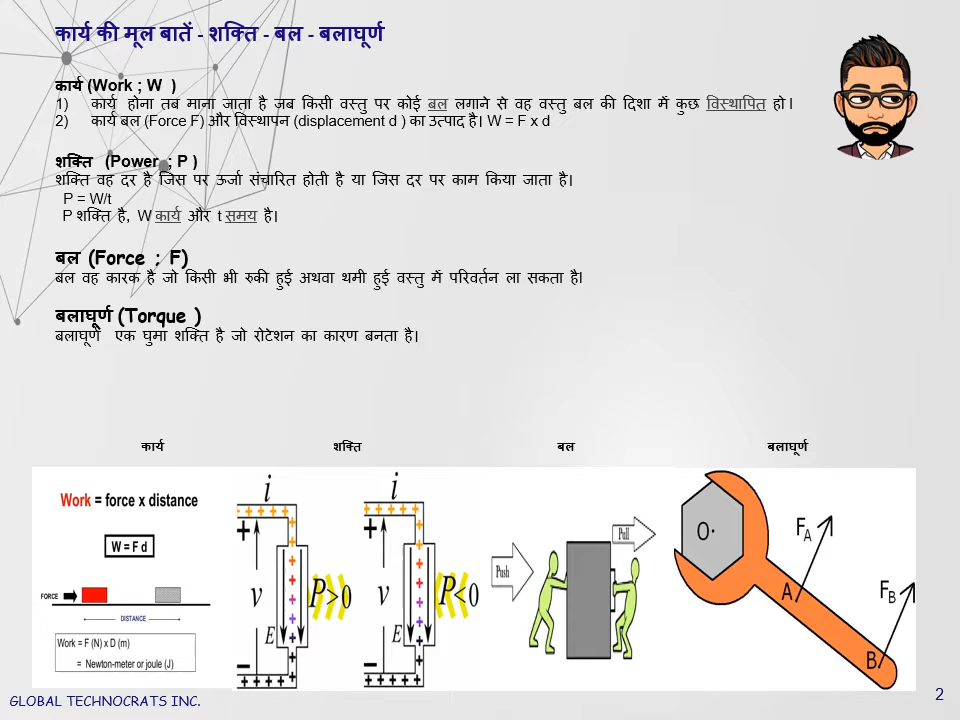 कार्य की मूल बातें - शक्ति - बल - बलाघूर्ण
कार्य (Work ; W )
1) कार्य होना तब माना जाता है जब किसी वस्तु पर कोई बल लगाने से वह वस्तु बल की दिशा में कुछ विस्थापित हो।
2) कार्य बल (Force F) और विस्थापन (displacement d ) का उत्पाद है। W = F x d
शक्ति (Power ; P )
शक्ति वह दर है जिस पर ऊर्जा संचारित होती है या जिस दर पर काम किया जाता है।
P = W/t
P शक्ति है, W कार्य और t समय है।
बल (Force ; F)
बल वह कारक है जो किसी भी रुकी हुई अथवा थमी हुई वस्तु में परिवर्तन ला सकता है।
बलाघूर्ण (Torque )
बलाघूर्ण एक घुमा शक्ति है जो रोटेशन का कारण बनता है।
कार्य शक्ति बल बलाघूर्ण
Work = force x distance
W = F d
FORCE
DISTANCE
Work = F (N) x D (m)
= Newton-meter or joule (J)
i
+
v
E
P>0
−
i
+
v
E
P<0
−
Push
Pull
O
F_A
A
F_B
B
GLOBAL TECHNOCRATS INC.
2